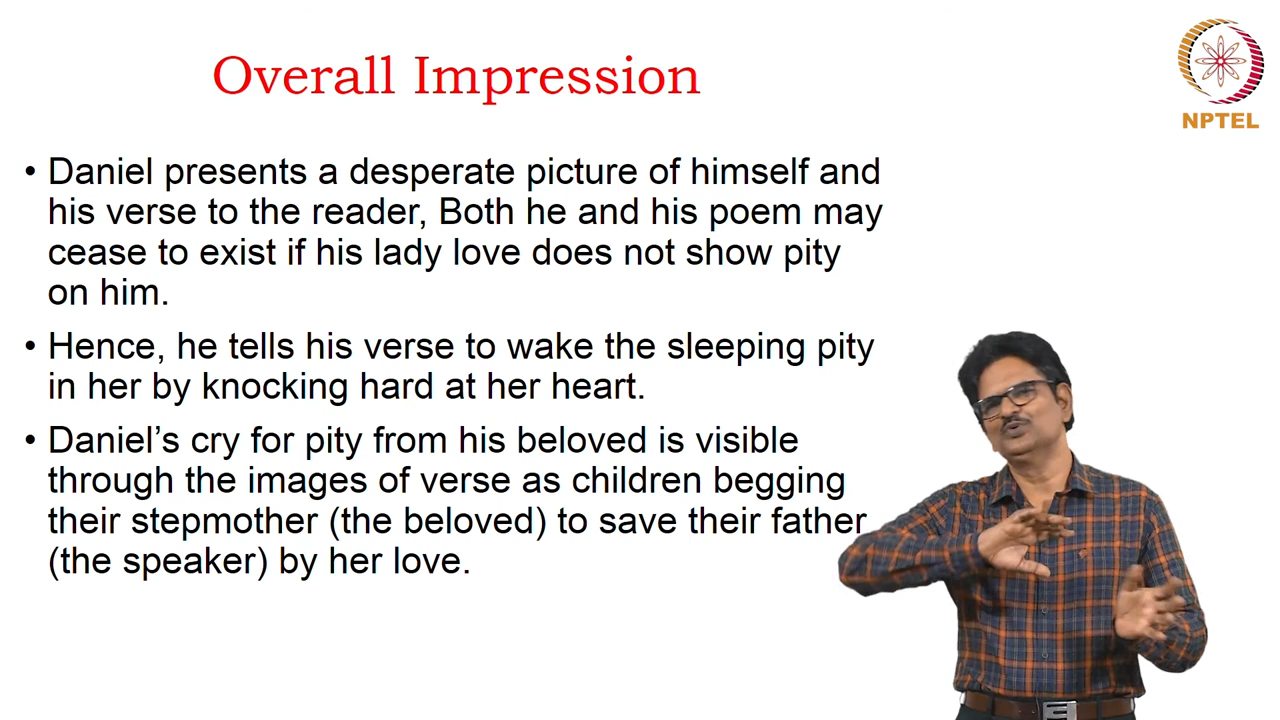 Overall Impression
NPTEL
• Daniel presents a desperate picture of himself and
his verse to the reader, Both he and his poem may
cease to exist if his lady love does not show pity
on him.
• Hence, he tells his verse to wake the sleeping pity
in her by knocking hard at her heart.
• Daniel’s cry for pity from his beloved is visible
through the images of verse as children begging
their stepmother (the beloved) to save their father
(the speaker) by her love.